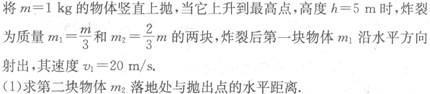 将 m=1 kg 的物体竖直上抛,当它上升到最高点,高度 h=5 m时,炸裂
为质量 m₁=m/3 和 m₂=2/3 m 的两块,炸裂后第一块物体 m₁ 沿水平方向
射出,其速度 v₁=20 m/s.
(1)求第二块物体 m₂ 落地处与抛出点的水平距离.